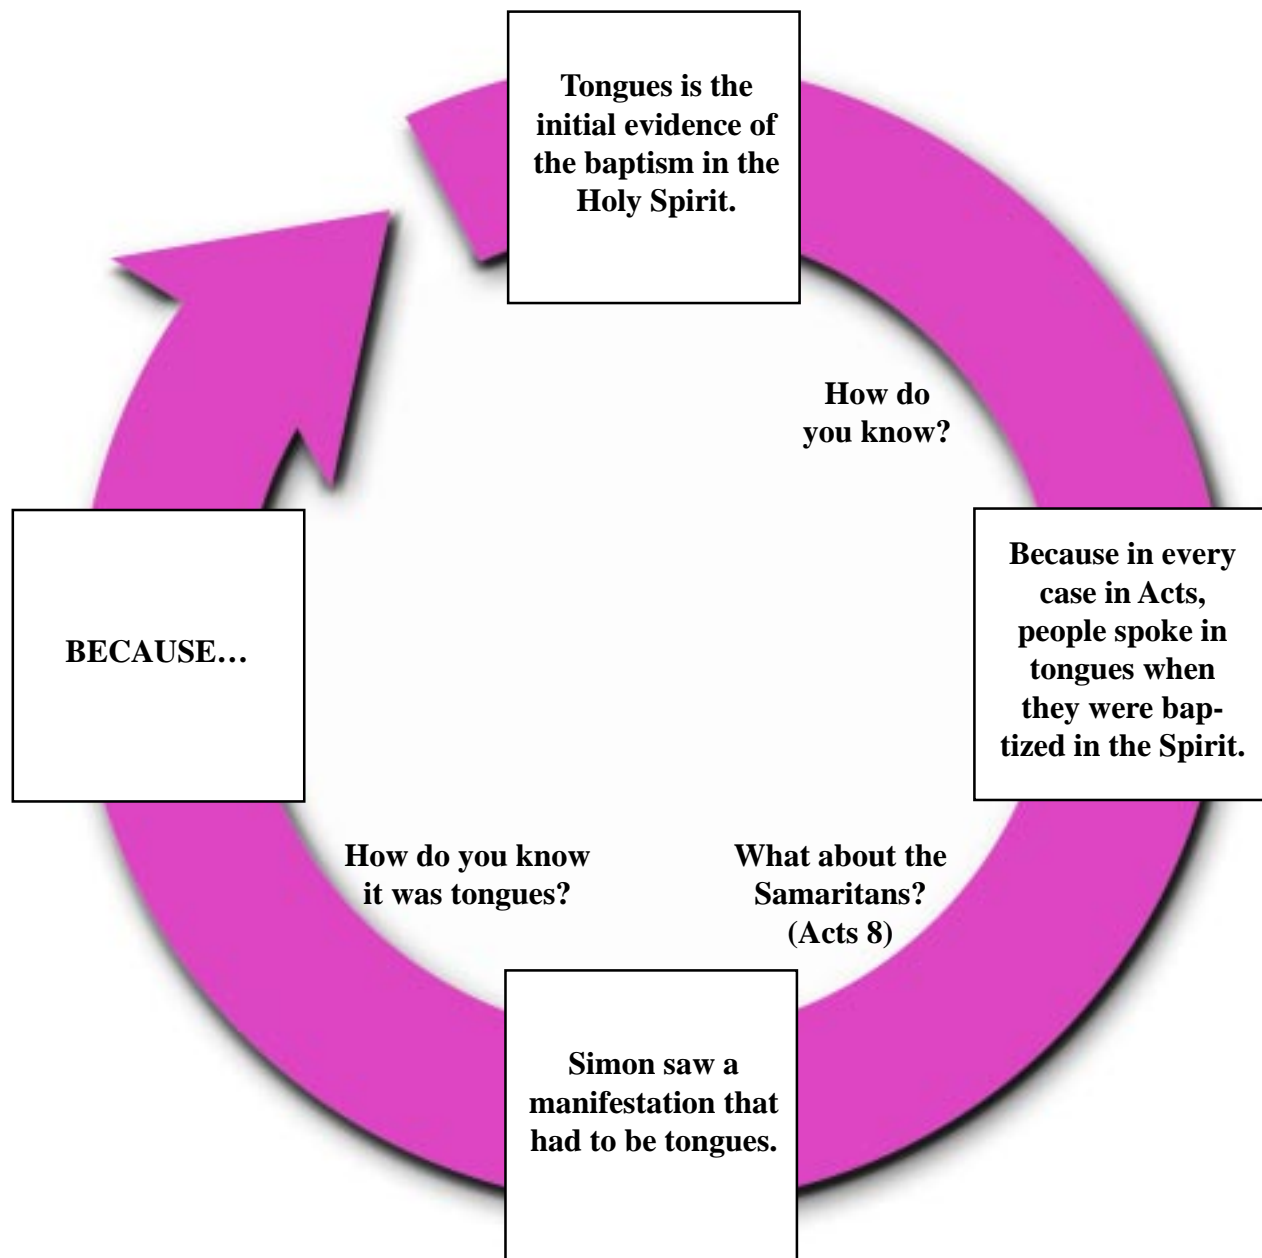 Tongues is the
initial evidence of
the baptism in the
Holy Spirit.
How do
you know?
Because in every
case in Acts,
people spoke in
tongues when
they were bap-
tized in the Spirit.
What about the
Samaritans?
(Acts 8)
Simon saw a
manifestation that
had to be tongues.
How do you know
it was tongues?
BECAUSE…